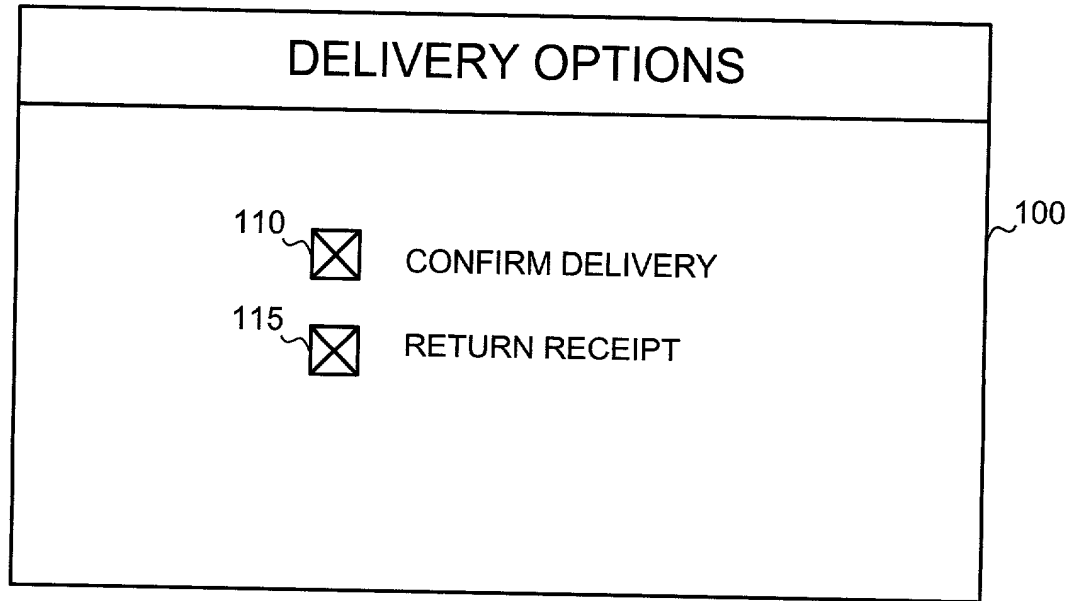 DELIVERY OPTIONS
100
110
CONFIRM DELIVERY
115
RETURN RECEIPT